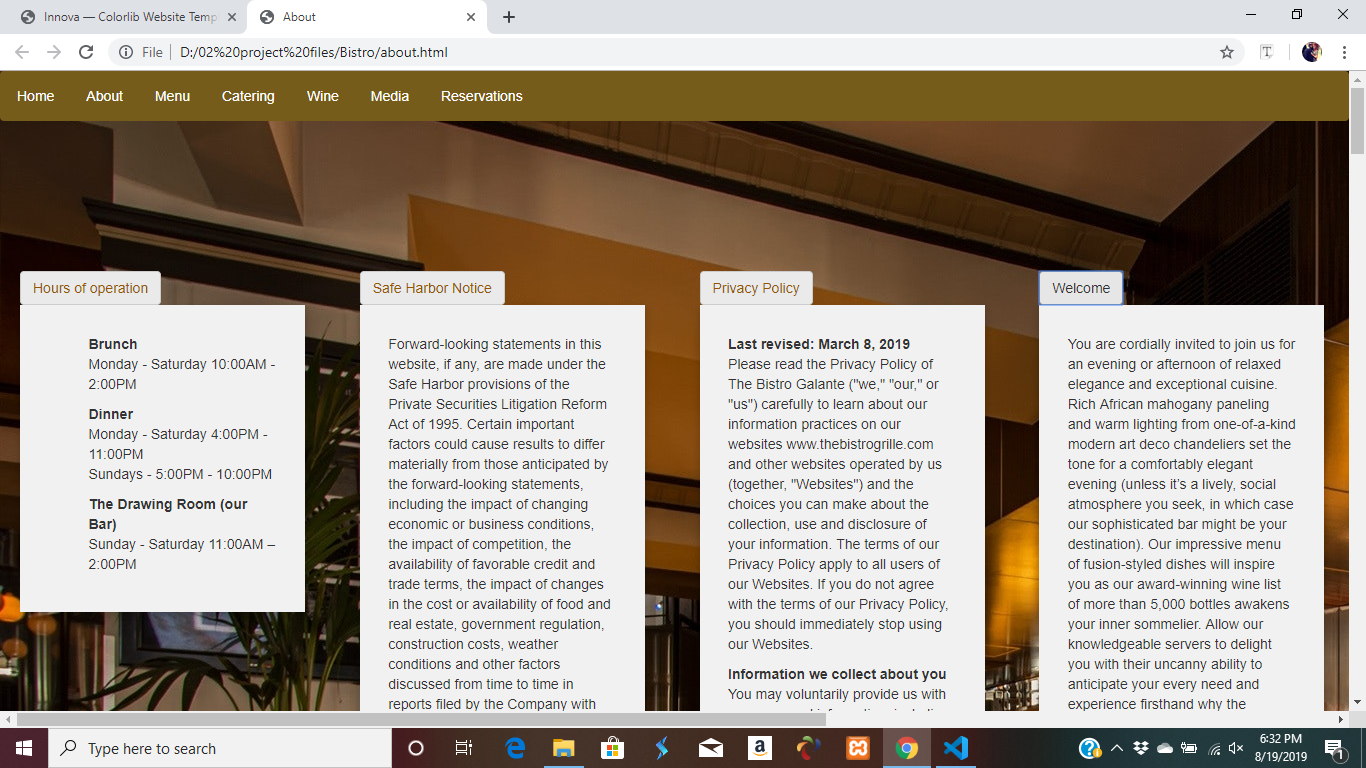 Innova — Colorlib Website Temp
About
File
D:/02%20project%20files/Bistro/about.html
Home
About
Menu
Catering
Wine
Media
Reservations
Hours of operation
Brunch
Monday - Saturday 10:00AM -
2:00PM
Dinner
Monday - Saturday 4:00PM -
11:00PM
Sundays - 5:00PM - 10:00PM
The Drawing Room (our
Bar)
Sunday - Saturday 11:00AM –
2:00PM
Safe Harbor Notice
Forward-looking statements in this
website, if any, are made under the
Safe Harbor provisions of the
Private Securities Litigation Reform
Act of 1995. Certain important
factors could cause results to differ
materially from those anticipated by
the forward-looking statements,
including the impact of changing
economic or business conditions,
the impact of competition, the
availability of favorable credit and
trade terms, the impact of changes
in the cost or availability of food and
real estate, government regulation,
construction costs, weather
conditions and other factors
discussed from time to time in
reports filed by the Company with
Privacy Policy
Last revised: March 8, 2019
Please read the Privacy Policy of
The Bistro Galante ("we," "our," or
"us") carefully to learn about our
information practices on our
websites www.thebistrogrille.com
and other websites operated by us
(together, "Websites") and the
choices you can make about the
collection, use and disclosure of
your information. The terms of our
Privacy Policy apply to all users of
our Websites. If you do not agree
with the terms of our Privacy Policy,
you should immediately stop using
our Websites.
Information we collect about you
You may voluntarily provide us with
Welcome
You are cordially invited to join us for
an evening or afternoon of relaxed
elegance and exceptional cuisine.
Rich African mahogany paneling
and warm lighting from one-of-a-kind
modern art deco chandeliers set the
tone for a comfortably elegant
evening (unless it’s a lively, social
atmosphere you seek, in which case
our sophisticated bar might be your
destination). Our impressive menu
of fusion-styled dishes will inspire
you as our award-winning wine list
of more than 5,000 bottles awakens
your inner sommelier. Allow our
knowledgeable servers to delight
you with their uncanny ability to
anticipate your every need and
experience firsthand why the
Type here to search
6:32 PM
8/19/2019
1